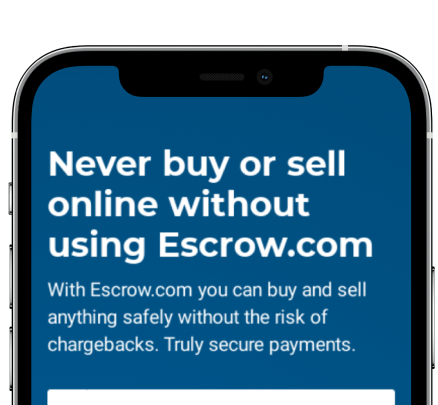 Never buy or sell
online without
using Escrow.com
With Escrow.com you can buy and sell
anything safely without the risk of
chargebacks. Truly secure payments.